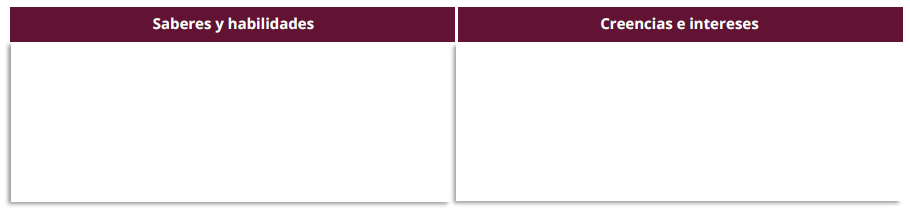 Saberes y habilidades
Creencias e intereses